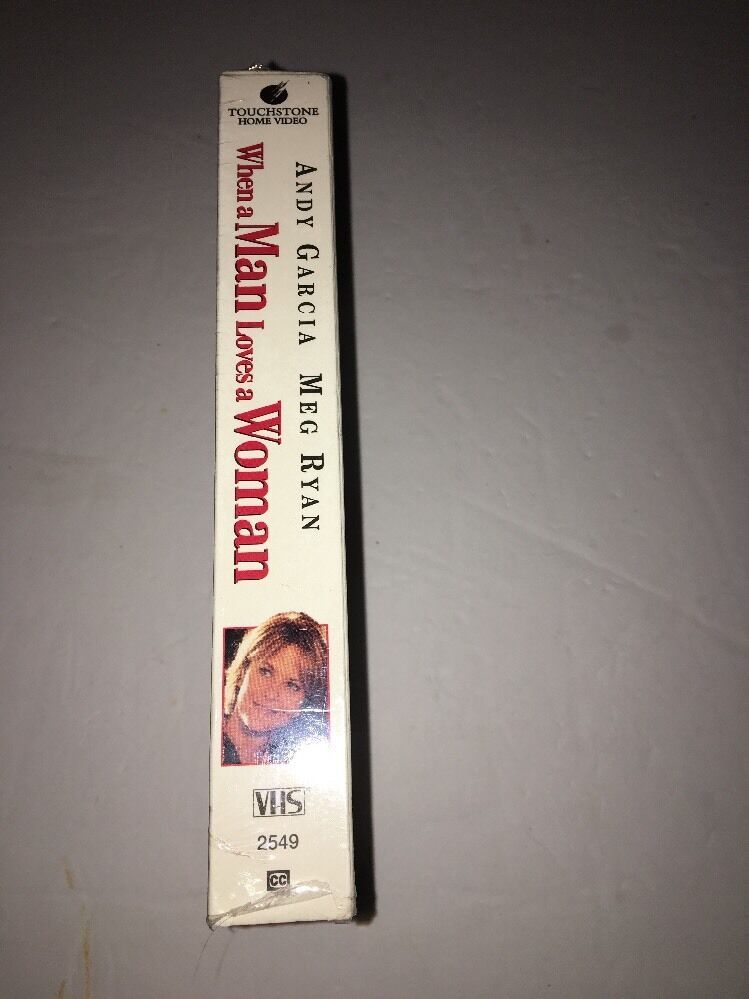 TOUCHSTONE
HOME VIDEO
ANDY GARCIA MEG RYAN
When a Man Loves a Woman
VHS
2549
CC